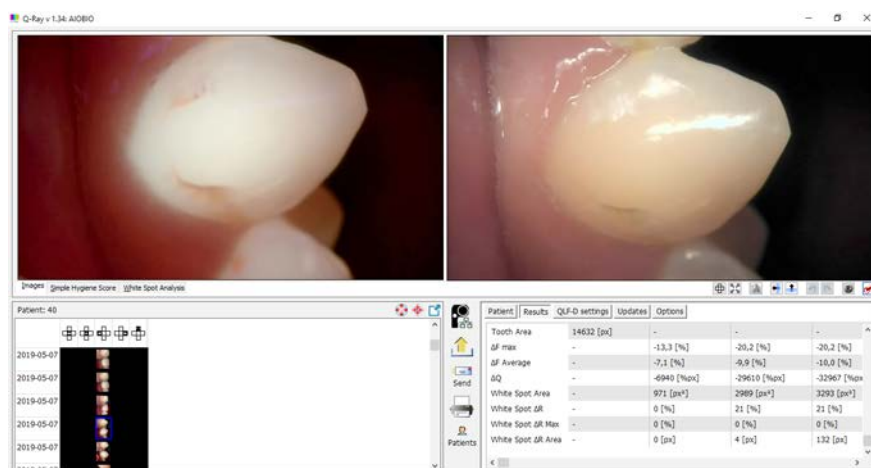 Q-Ray v 1.34: AIOBIO
Images Simple Hygiene Score White Spot Analysis
Patient: 40
2019-05-07
2019-05-07
2019-05-07
2019-05-07
2019-05-07
Send
Patients
Patient Results QLF-D settings Updates Options
Tooth Area 14632 [px] - - -
ΔF max - -13,3 [%] -20,2 [%] -20,2 [%]
ΔF Average - -7,1 [%] -9,9 [%] -10,0 [%]
ΔQ - -6940 [%px] -29610 [%px] -32967 [%px
White Spot Area - 971 [px²] 2989 [px²] 3293 [px²]
White Spot ΔR - 0 [%] 21 [%] 21 [%]
White Spot ΔR Max - 0 [%] 0 [%] 0 [%]
White Spot ΔR Area - 0 [px] 4 [px] 132 [px]